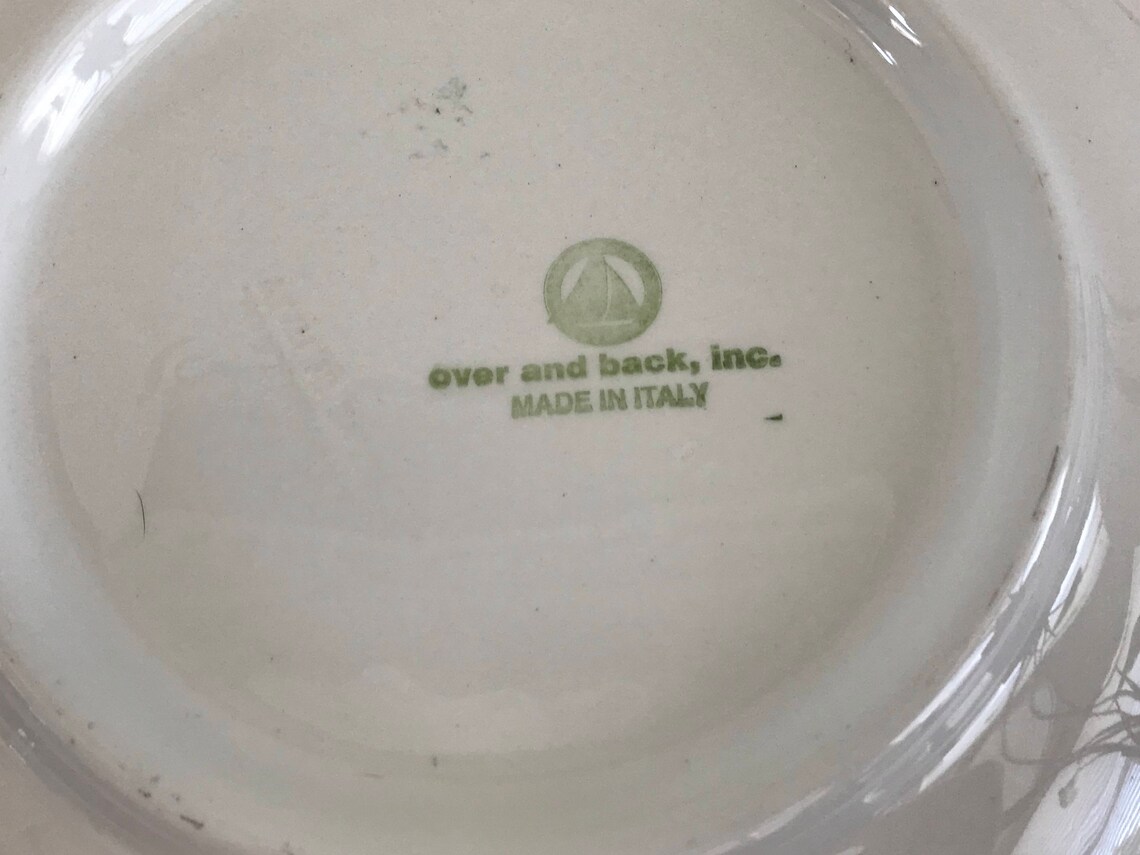 over and back, inc.
MADE IN ITALY